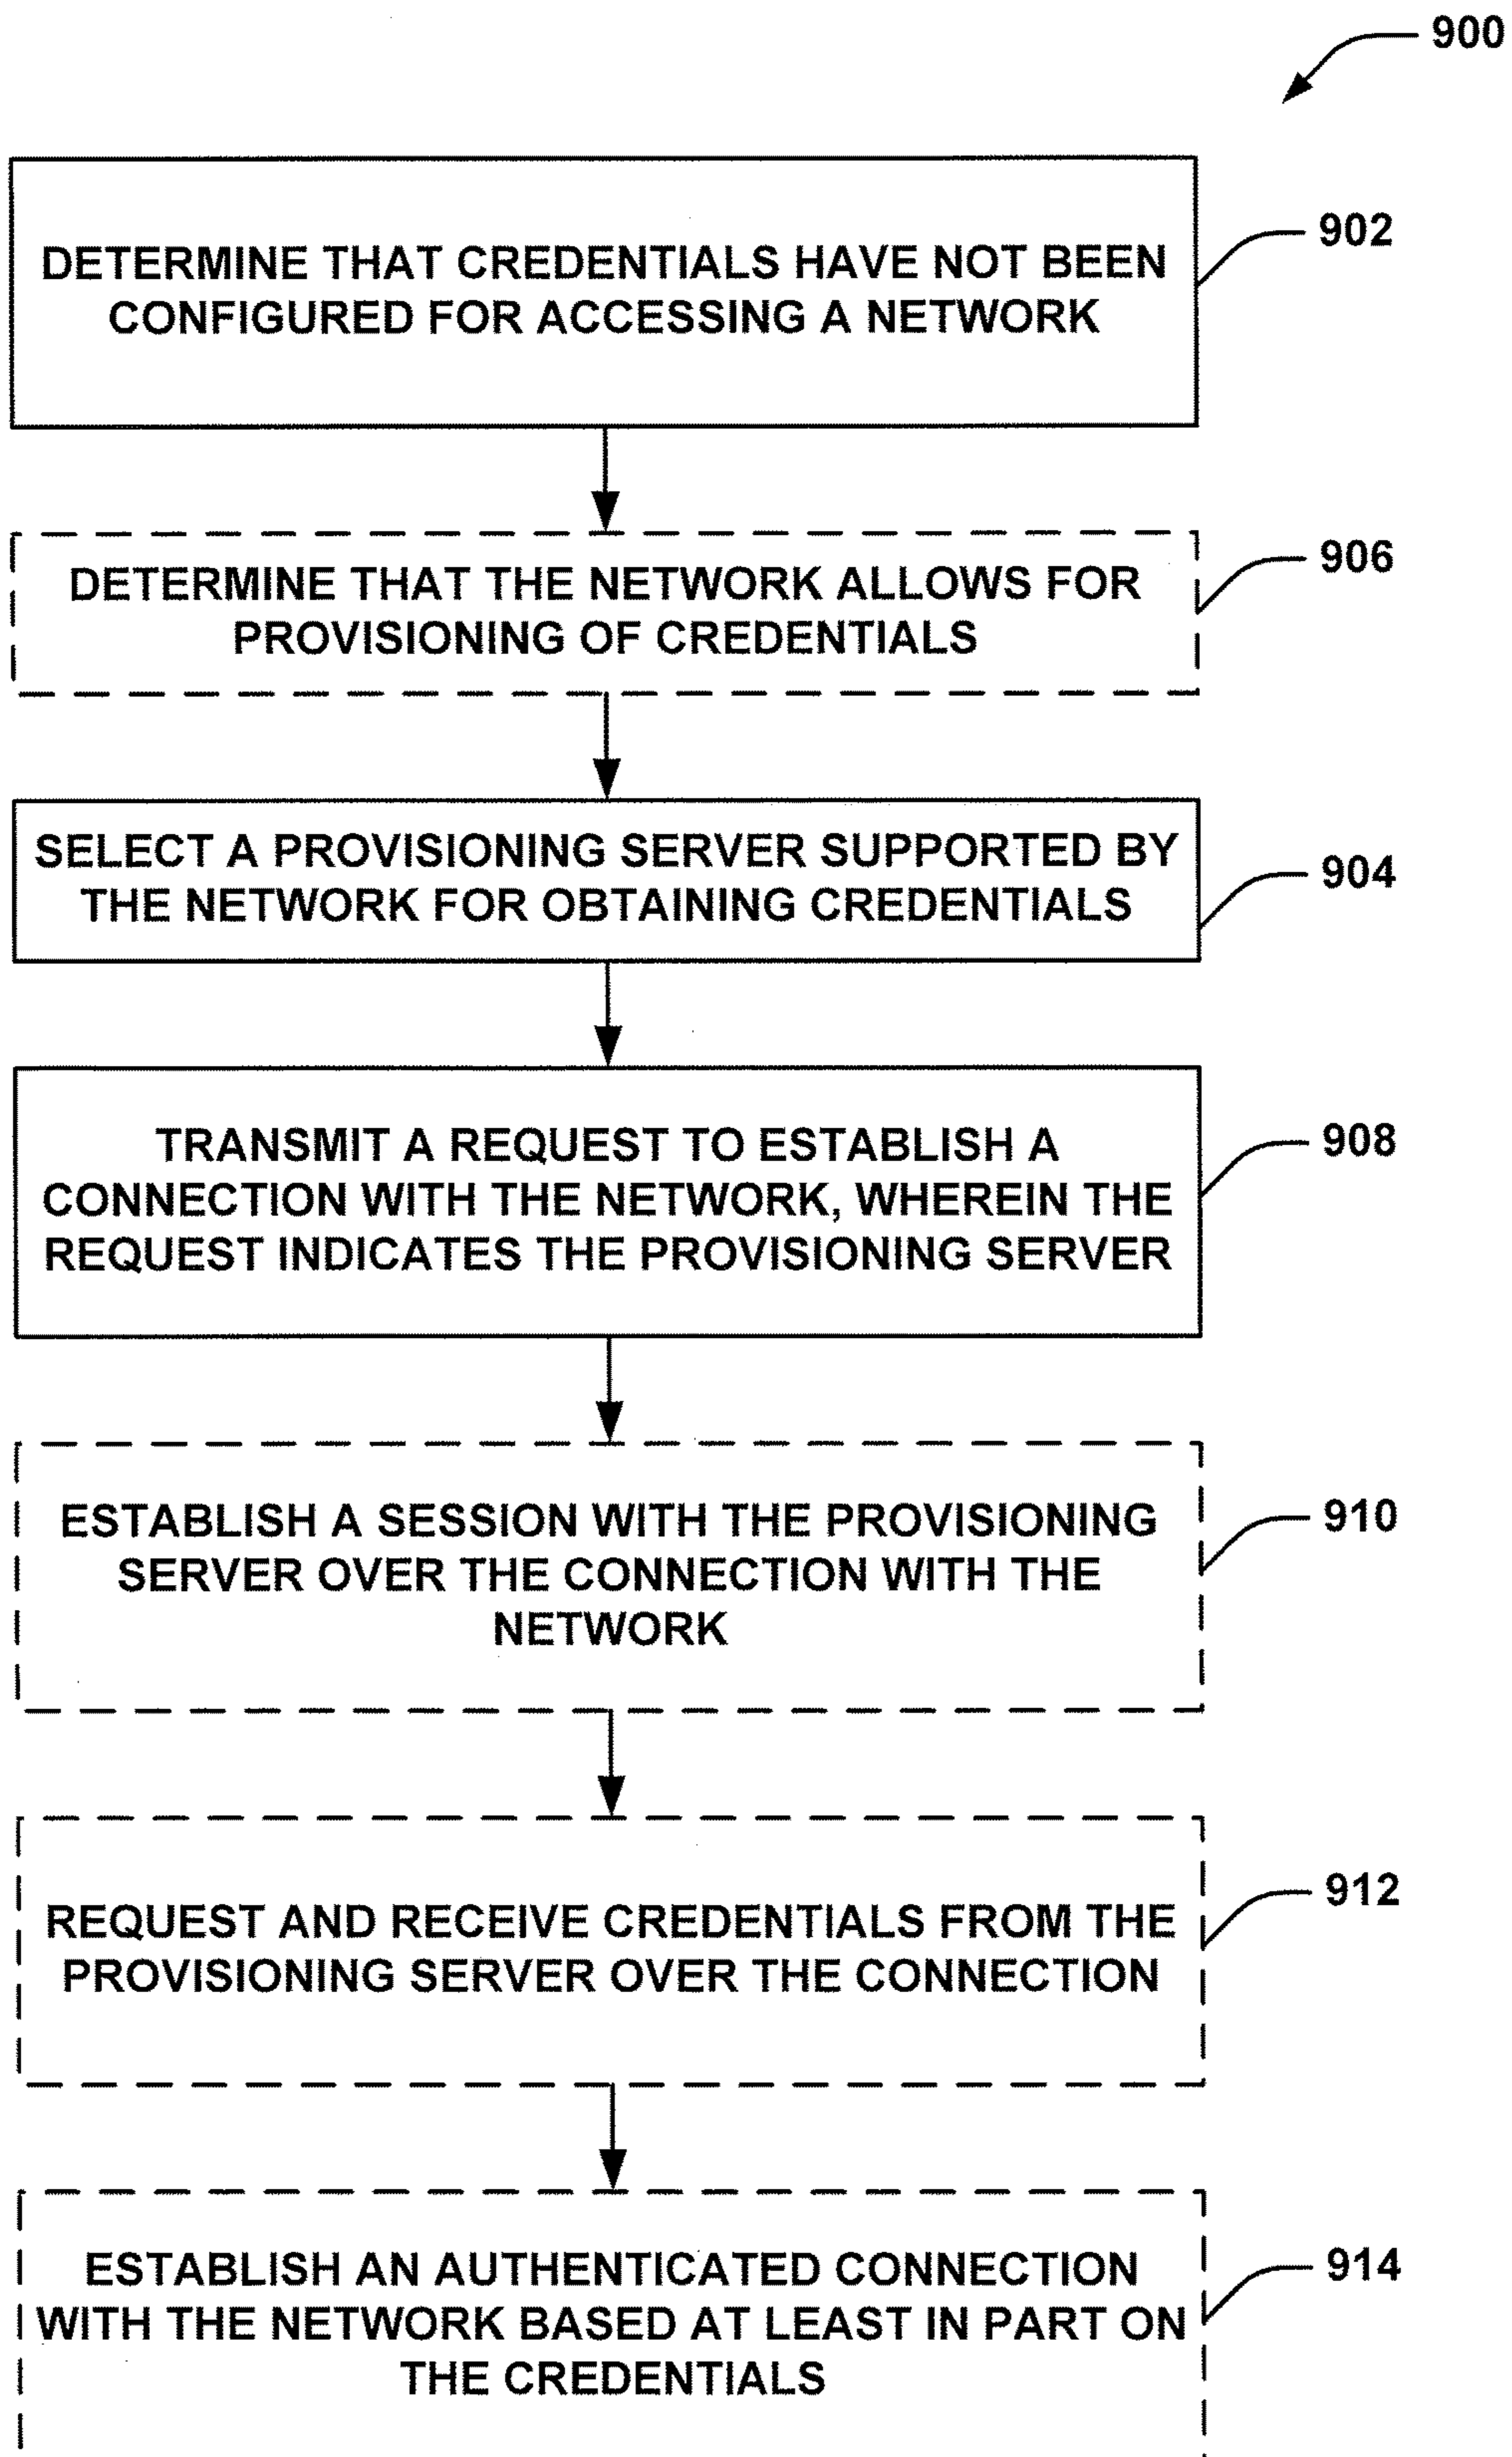 900
DETERMINE THAT CREDENTIALS HAVE NOT BEEN
CONFIGURED FOR ACCESSING A NETWORK
902
DETERMINE THAT THE NETWORK ALLOWS FOR
PROVISIONING OF CREDENTIALS
906
SELECT A PROVISIONING SERVER SUPPORTED BY
THE NETWORK FOR OBTAINING CREDENTIALS
904
TRANSMIT A REQUEST TO ESTABLISH A
CONNECTION WITH THE NETWORK, WHEREIN THE
REQUEST INDICATES THE PROVISIONING SERVER
908
ESTABLISH A SESSION WITH THE PROVISIONING
SERVER OVER THE CONNECTION WITH THE
NETWORK
910
REQUEST AND RECEIVE CREDENTIALS FROM THE
PROVISIONING SERVER OVER THE CONNECTION
912
ESTABLISH AN AUTHENTICATED CONNECTION
WITH THE NETWORK BASED AT LEAST IN PART ON
THE CREDENTIALS
914